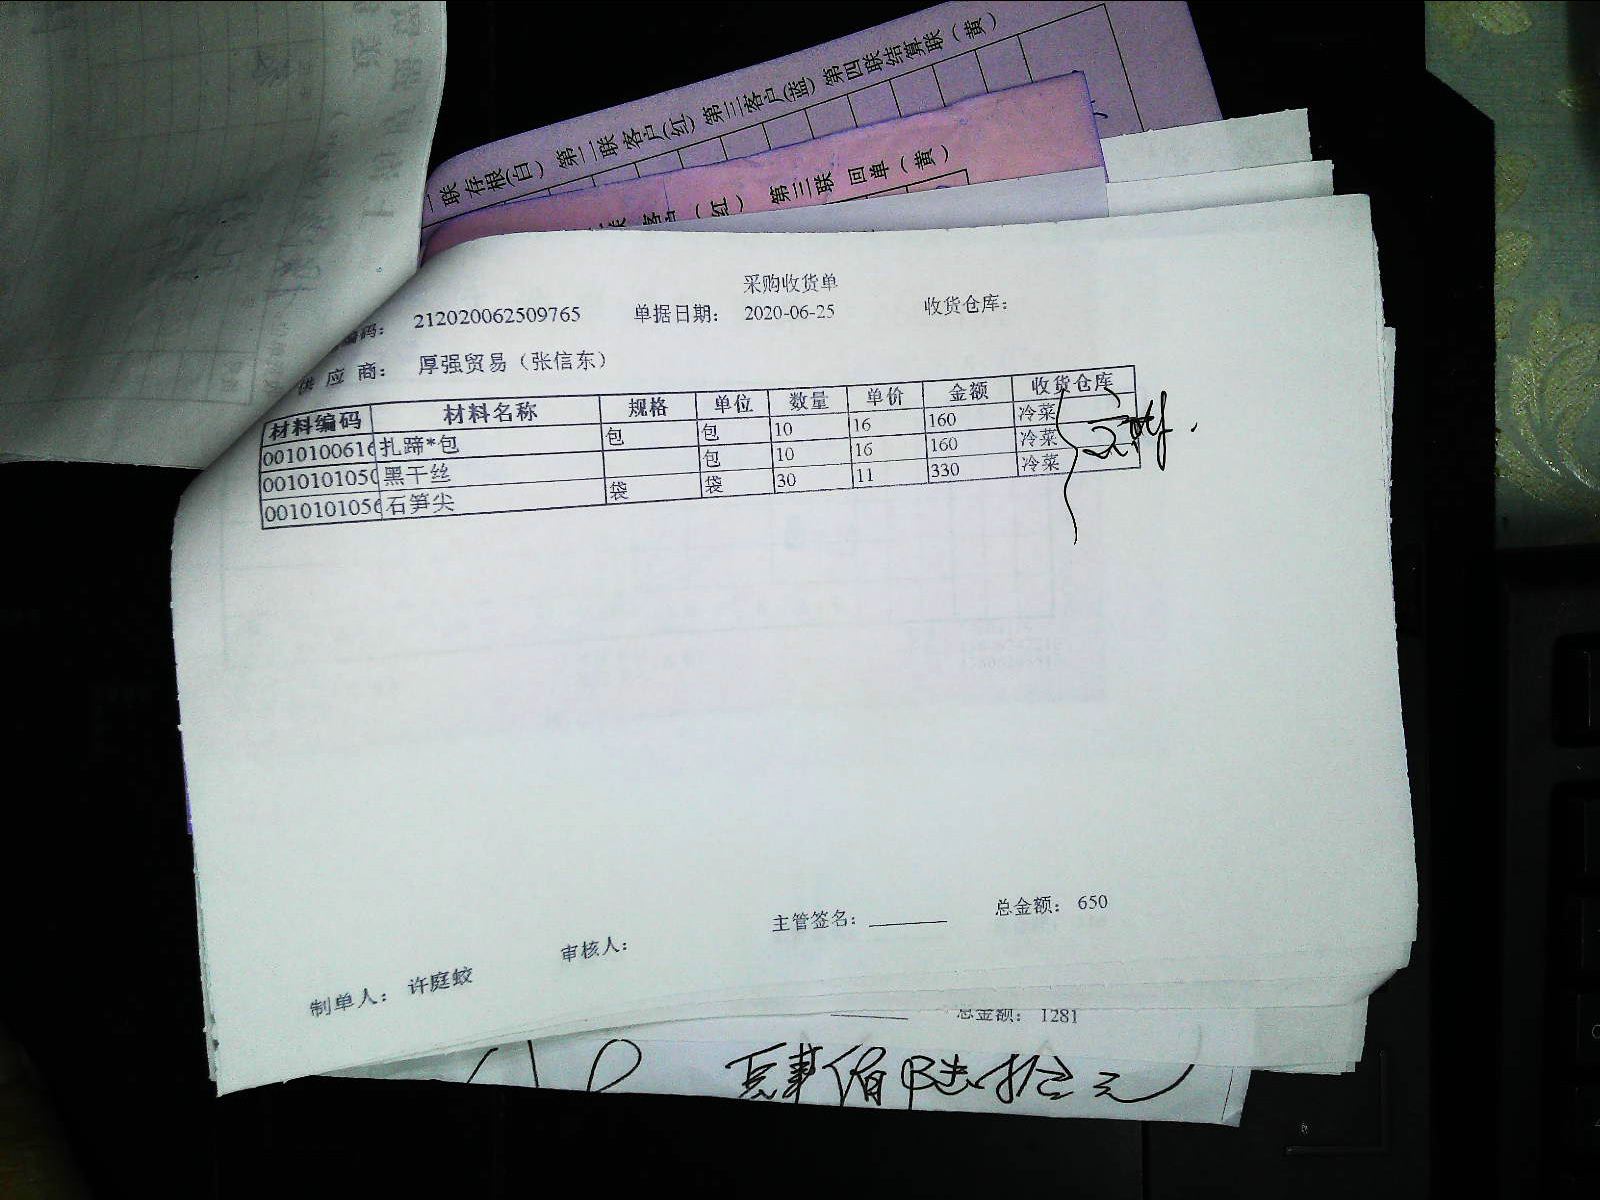 联 存根(白) 第二联 客户(红) 第三客户(蓝) 第四联结算联(黄)
客户(红) 第三联 回单(黄)
采购收货单
编码: 212020062509765 单据日期: 2020-06-25 收货仓库:
供应商: 厚强贸易(张信东)
材料编码 材料名称 规格 单位 数量 单价 金额 收货仓库
0010100616 扎蹄*包 包 包 10 16 160 冷菜
0010101050 黑干丝 包 10 16 160 冷菜
0010101056 石笋尖 袋 袋 30 11 330 冷菜
主管签名: 总金额: 650
制单人: 许庭蛟 审核人:
总金额: 1281